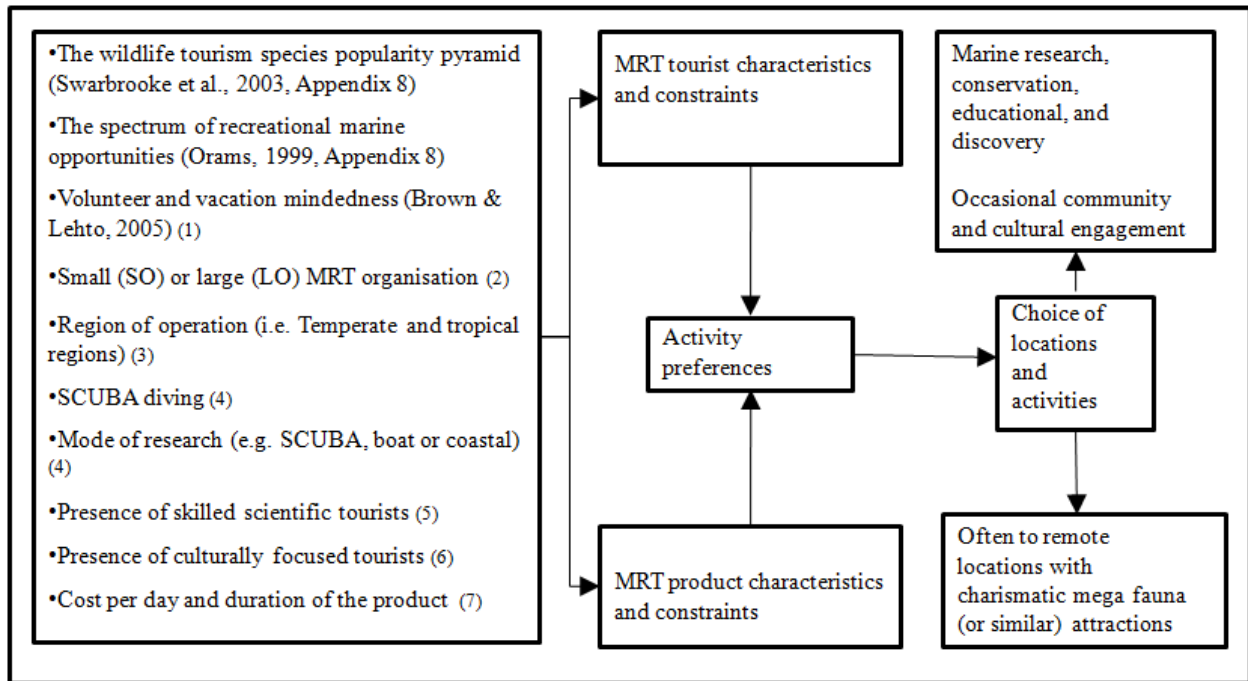 •The wildlife tourism species popularity pyramid
(Swarbrooke et al., 2003, Appendix 8)
•The spectrum of recreational marine
opportunities (Orams, 1999, Appendix 8)
•Volunteer and vacation mindedness (Brown &
Lehto, 2005) (1)
•Small (SO) or large (LO) MRT organisation (2)
•Region of operation (i.e. Temperate and tropical
regions) (3)
•SCUBA diving (4)
•Mode of research (e.g. SCUBA, boat or coastal)
(4)
•Presence of skilled scientific tourists (5)
•Presence of culturally focused tourists (6)
•Cost per day and duration of the product (7)
MRT tourist characteristics
and constraints
Activity
preferences
MRT product characteristics
and constraints
Marine research,
conservation,
educational, and
discovery
Occasional community
and cultural engagement
Choice of
locations
and
activities
Often to remote
locations with
charismatic mega fauna
(or similar) attractions